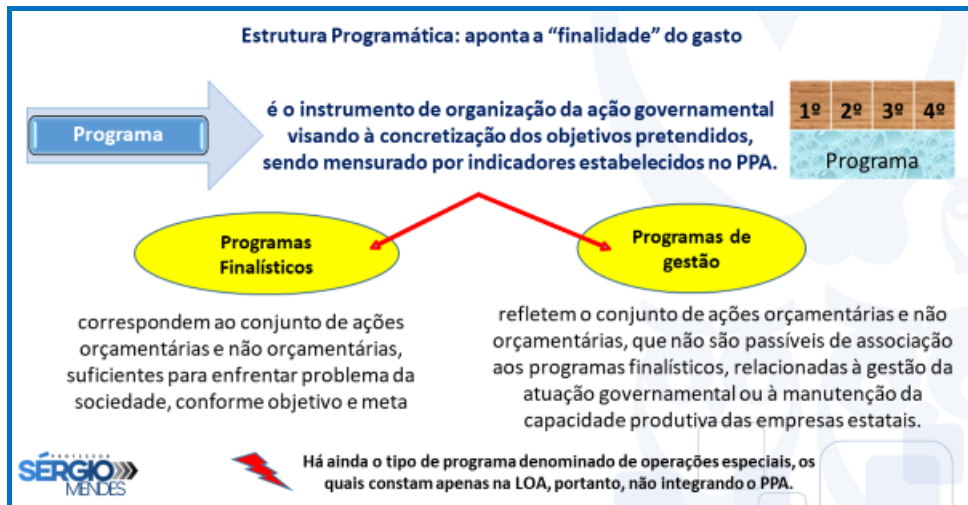 Estrutura Programática: aponta a “finalidade” do gasto
Programa
é o instrumento de organização da ação governamental
visando à concretização dos objetivos pretendidos,
sendo mensurado por indicadores estabelecidos no PPA.
1º 2º 3º 4º
Programa
Programas
Finalísticos
Programas de
gestão
correspondem ao conjunto de ações
orçamentárias e não orçamentárias,
suficientes para enfrentar problema da
sociedade, conforme objetivo e meta
refletem o conjunto de ações orçamentárias e não
orçamentárias, que não são passíveis de associação
aos programas finalísticos, relacionadas à gestão da
atuação governamental ou à manutenção da
capacidade produtiva das empresas estatais.
PROFESSOR
SÉRGIO
MENDES
Há ainda o tipo de programa denominado de operações especiais, os
quais constam apenas na LOA, portanto, não integrando o PPA.